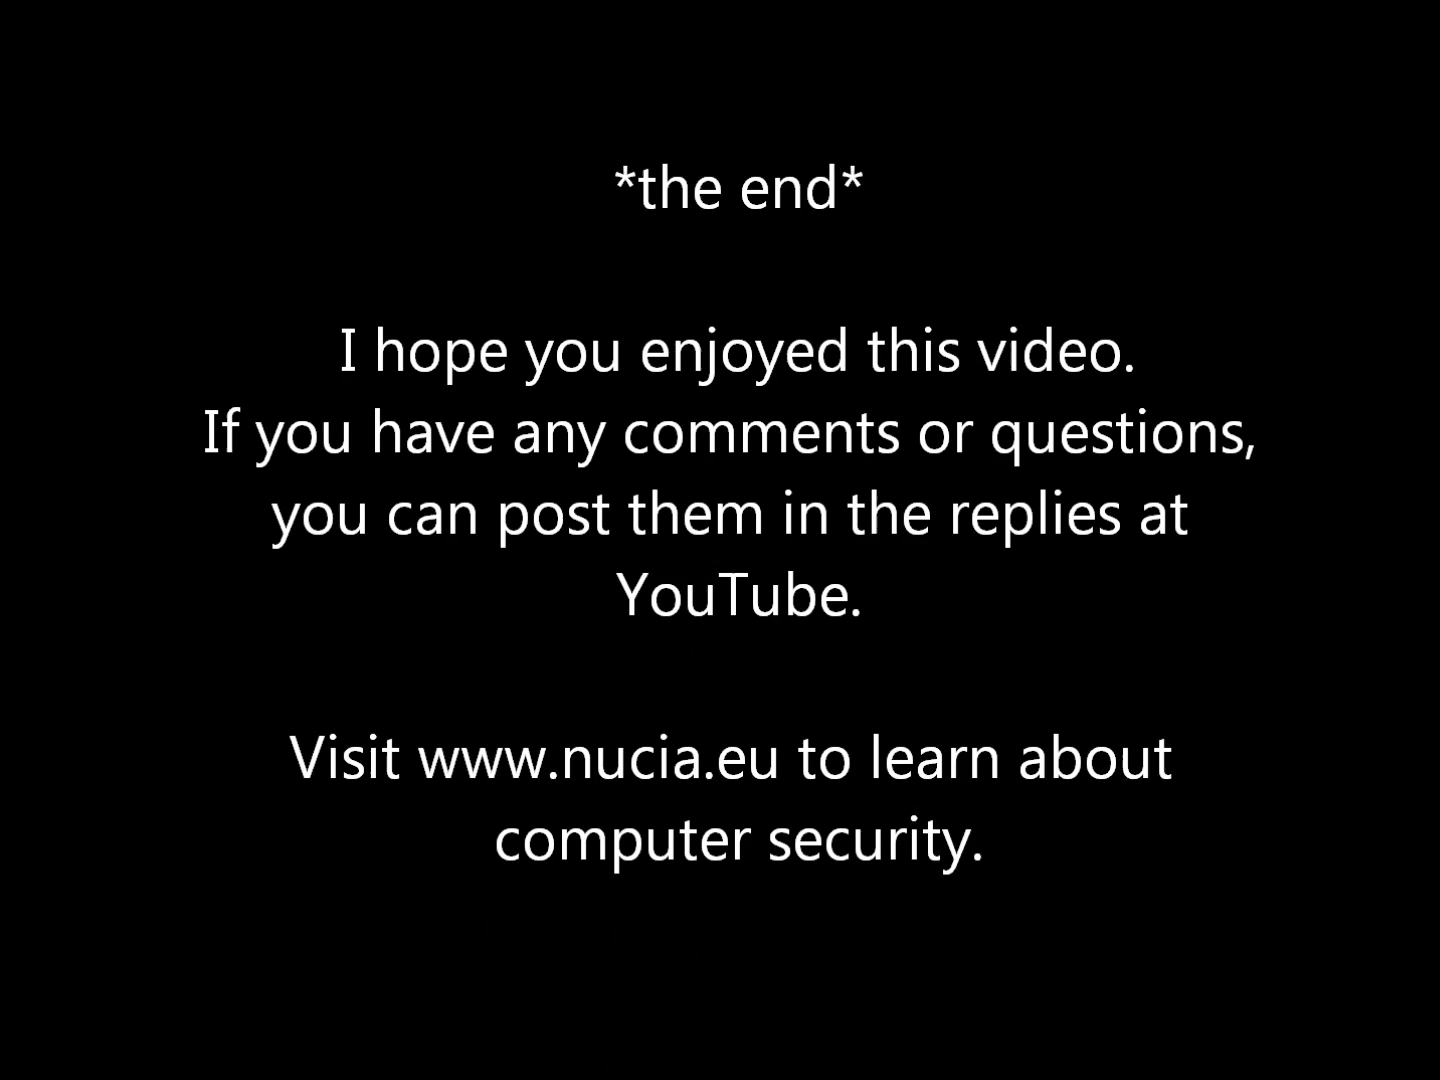 *the end*
I hope you enjoyed this video.
If you have any comments or questions,
you can post them in the replies at
YouTube.
Visit www.nucia.eu to learn about
computer security.